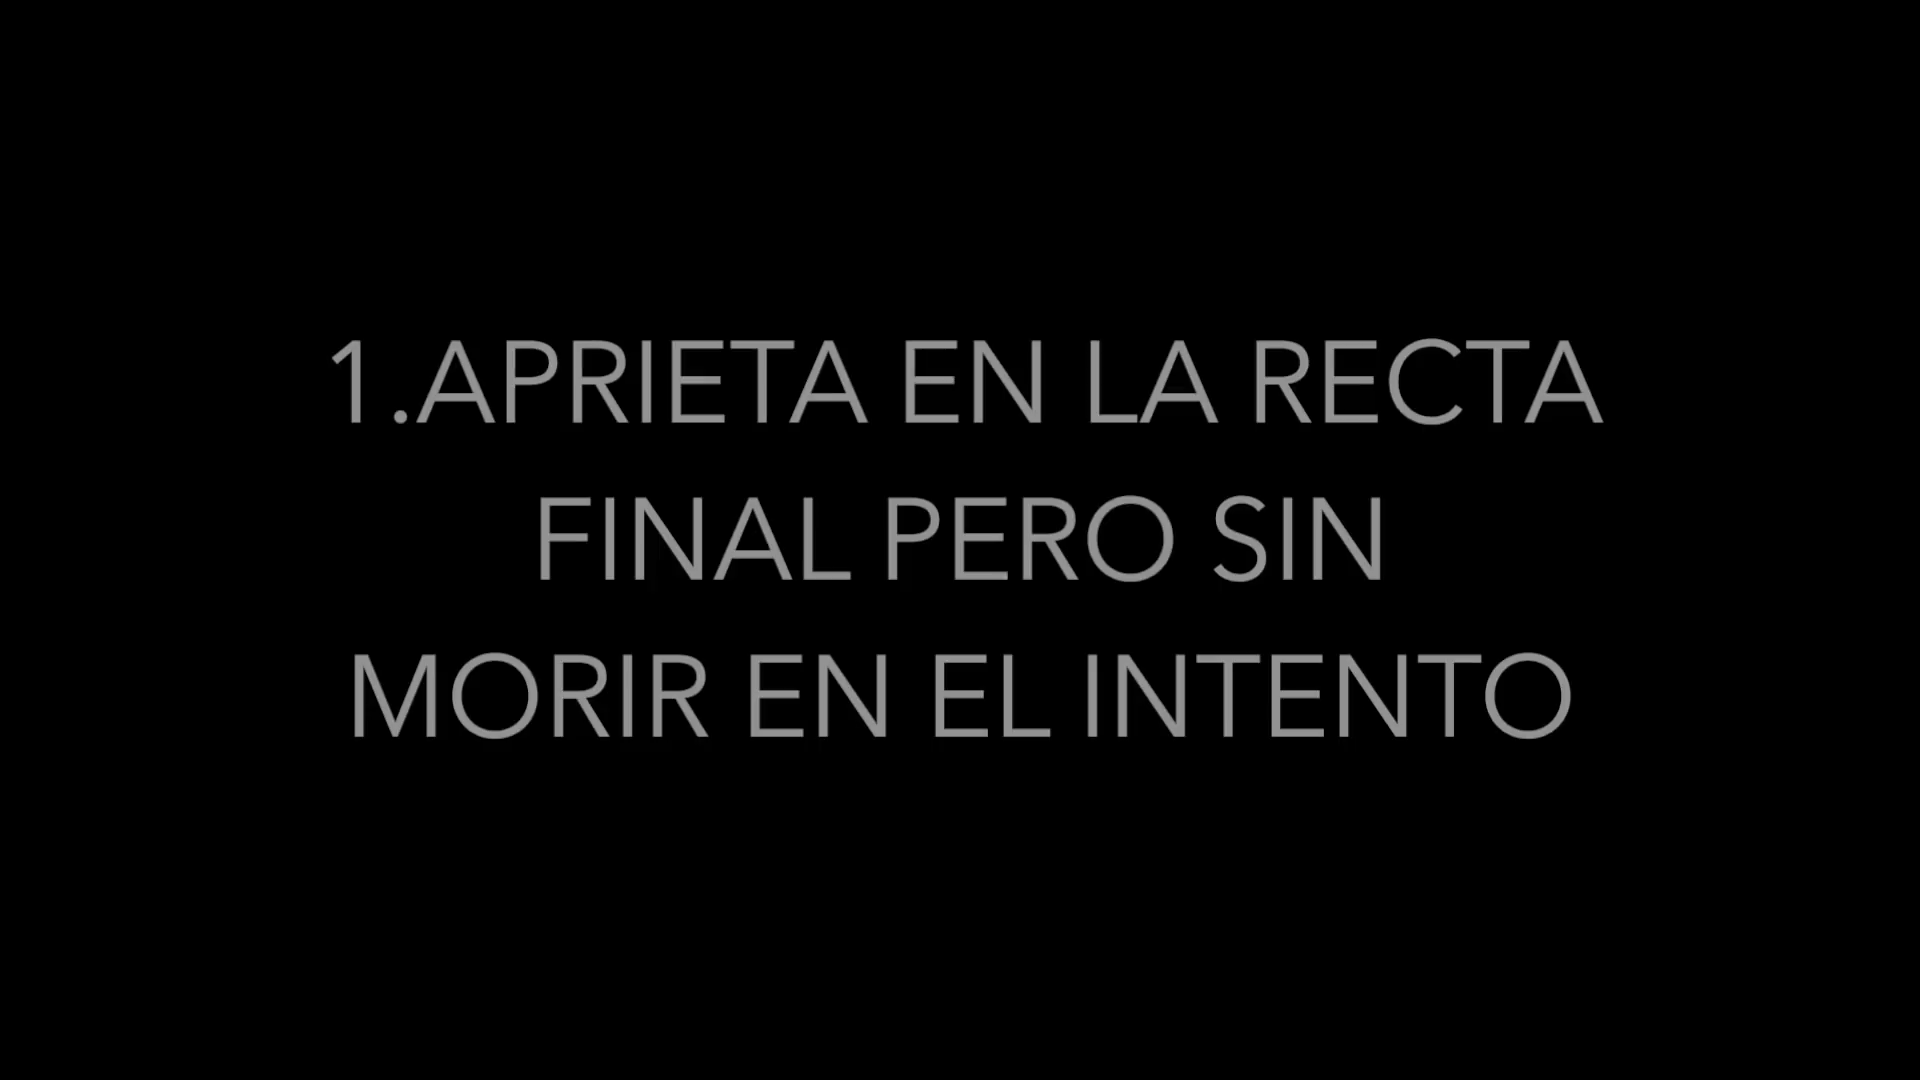 1.APRIETA EN LA RECTA
FINAL PERO SIN
MORIR EN EL INTENTO